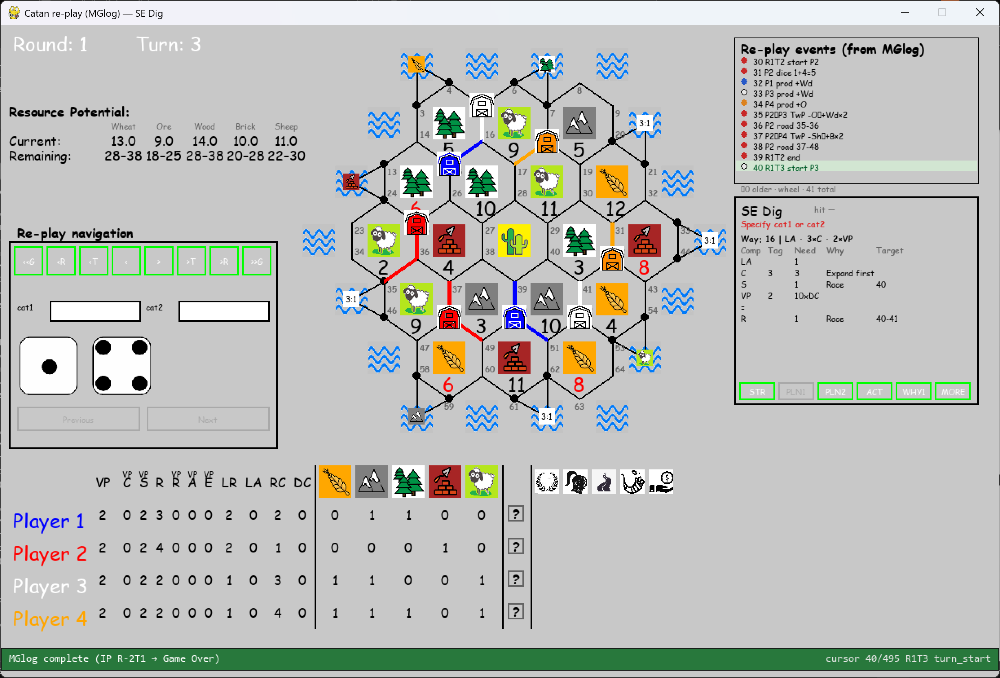 Catan re-play (MGlog) — SE Dig
Round: 1 Turn: 3
Resource Potential:
Wheat Ore Wood Brick Sheep
Current: 13.0 9.0 14.0 10.0 11.0
Remaining: 28-38 18-25 28-38 20-28 22-30
Re-play navigation
<<G <R <T < > >T >R >>G
cat1 cat2
Previous Next
4 6 8
3 7 9
3:1
14 16 20
5 9 5
13 17 19 21
24 26 28 30 32
6 10 11 12
23 27 29 31 33
3:1
34 36 38 40 44
2 4 3 8
35 37 39 41 43
3:1
46 54
9 3 10 4
47 49 51 53
58 60 62 64
6 11 8
59 61 63
3:1
Re-play events (from MGlog)
30 R1T2 start P2
31 P2 dice 1+4=5
32 P1 prod +Wd
33 P3 prod +Wd
34 P4 prod +O
35 P2▯P3 TwP -O▯+Wd×2
36 P2 road 35-36
37 P2▯P4 TwP -Sh▯+B×2
38 P2 road 37-48
39 R1T2 end
40 R1T3 start P3
▯0 older · wheel · 41 total
SE Dig hit —
Specify cat1 or cat2
Way: 16 | LA · 3×C · 2×VP
Comp Tag Need Why Target
LA 1
C 3 3 Expand first
S 1 Race 40
VP 2 10xDC
=
R 1 Race 40-41
STR PLN1 PLN2 ACT WHY1 MORE
VP VP VP VP VP
VP C S R R A E LR LA RC DC
Player 1 2 0 2 3 0 0 0 2 0 2 0 0 1 1 0 0 ?
Player 2 2 0 2 4 0 0 0 2 0 1 0 0 0 0 1 0 ?
Player 3 2 0 2 2 0 0 0 1 0 3 0 1 1 0 0 1 ?
Player 4 2 0 2 2 0 0 0 1 0 4 0 1 1 1 0 1 ?
MGlog complete (IP R-2T1 → Game Over) cursor 40/495 R1T3 turn_start